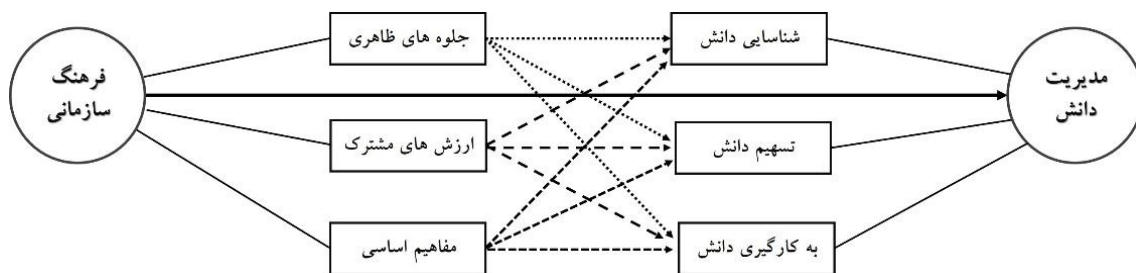 فرهنگ
سازمانی
جلوه های ظاهری
ارزش های مشترک
مفاهیم اساسی
شناسایی دانش
تسهیم دانش
به کارگیری دانش
مدیریت
دانش